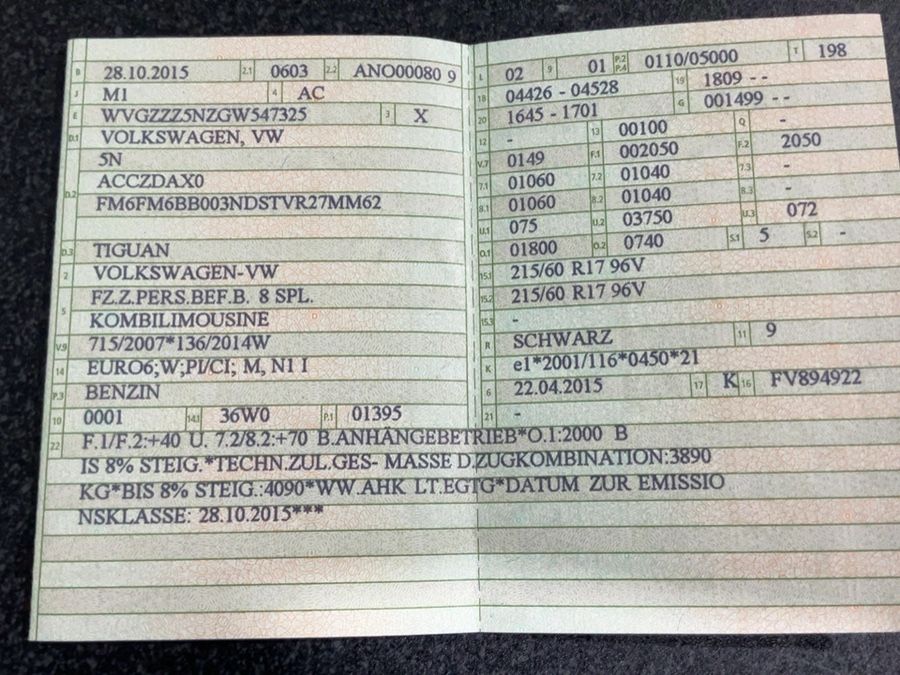 B 28.10.2015 2.1 0603 2.2 ANO00080 9
J M1 4 AC
E WVGZZZ5NZGW547325 3 X
D.1 VOLKSWAGEN, VW
5N
D.2 ACCZDAX0
FM6FM6BB003NDSTVR27MM62
D.3 TIGUAN
2 VOLKSWAGEN-VW
5 FZ.Z.PERS.BEF.B. 8 SPL.
KOMBILIMOUSINE
V.9 715/2007*136/2014W
14 EURO6;W;PI/CI; M, N1 I
P.3 BENZIN
10 0001 14.1 36W0 P.1 01395
L 02 9 01 P.2 P.4 0110/05000 T 198
18 04426 - 04528 19 1809 - -
20 1645 - 1701 G 001499 - -
12 - 13 00100 Q -
V.7 0149 F.1 002050 F.2 2050
7.1 01060 7.2 01040 7.3 -
8.1 01060 8.2 01040 8.3 -
U.1 075 U.2 03750 U.3 072
O.1 01800 O.2 0740 S.1 5 S.2 -
15.1 215/60 R17 96V
15.2 215/60 R17 96V
15.3 -
R SCHWARZ 11 9
K e1*2001/116*0450*21
6 22.04.2015 17 K 16 FV894922
21 -
22 F.1/F.2:+40 U. 7.2/8.2:+70 B.ANHÄNGEBETRIEB*O.1:2000 B
IS 8% STEIG.*TECHN.ZUL.GES- MASSE D.ZUGKOMBINATION:3890
KG*BIS 8% STEIG.:4090*WW.AHK LT.EGTG*DATUM ZUR EMISSIO
NSKLASSE: 28.10.2015***